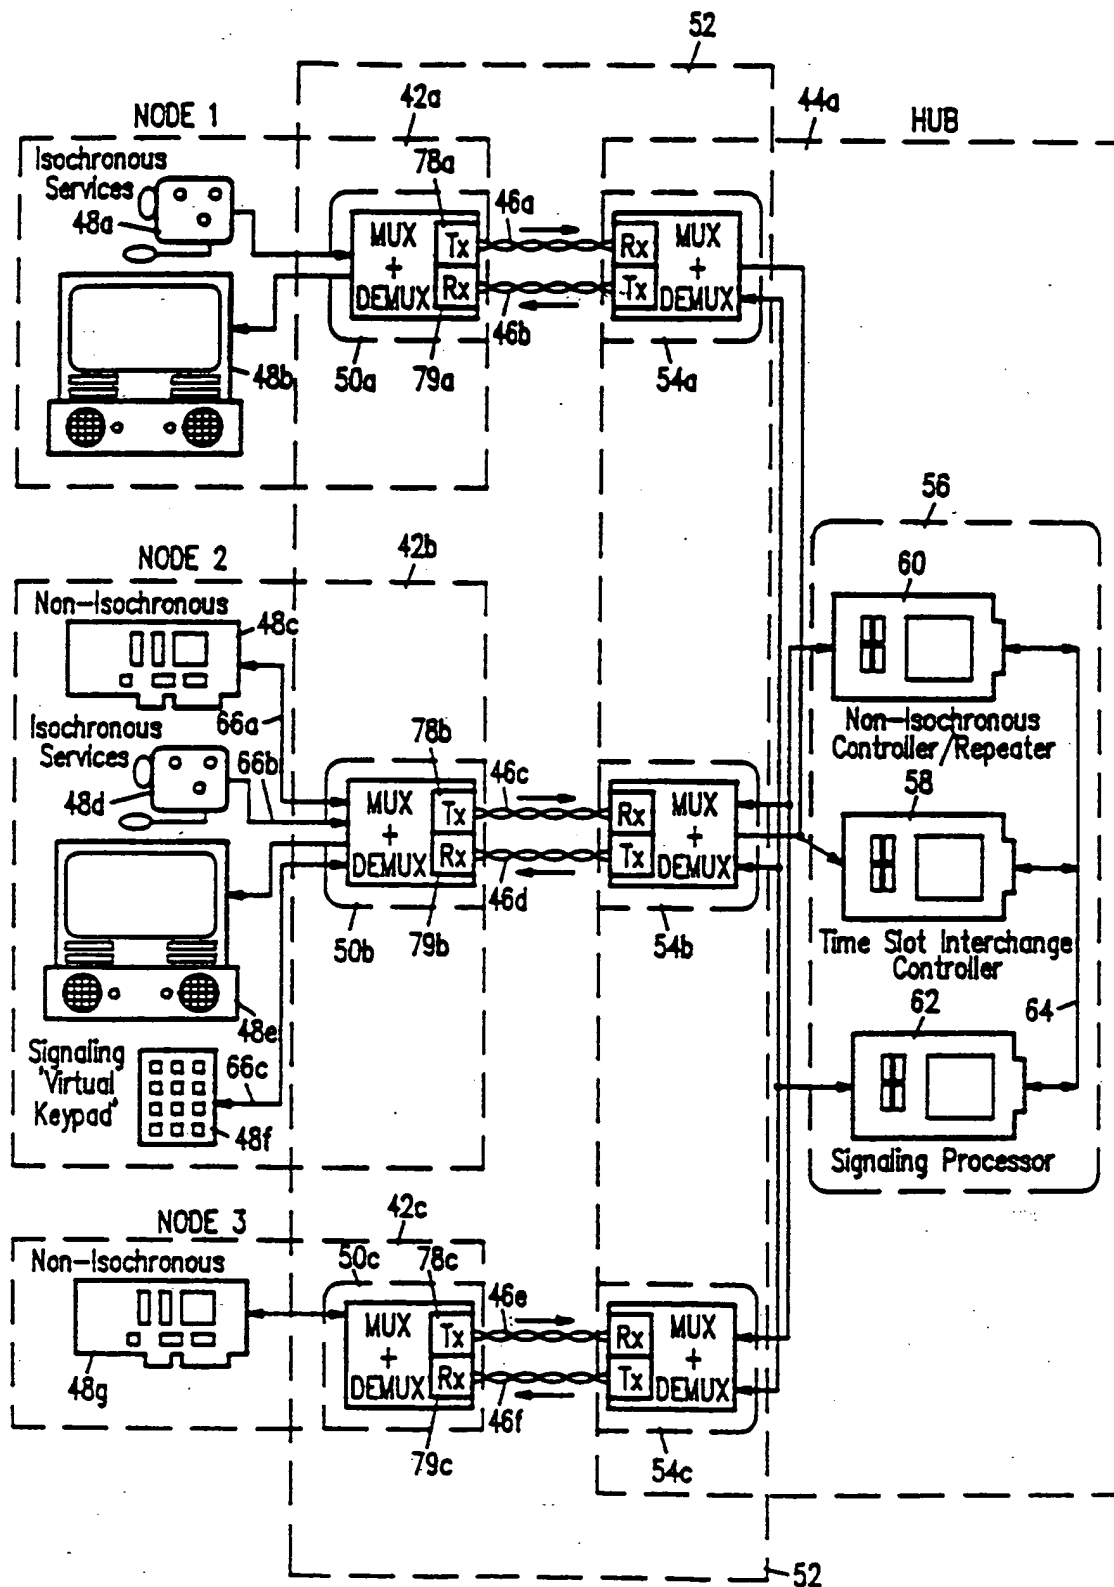 52
NODE 1
42a
44a
HUB
Isochronous
Services
48a
78a
46a
MUX
+
DEMUX
Tx
Rx
Rx
Tx
MUX
+
DEMUX
48b
50a
79a
46b
54a
56
NODE 2
42b
60
Non-Isochronous
48c
66a
Non-Isochronous
Controller/Repeater
Isochronous
Services
66b
78b
46c
58
48d
MUX
+
DEMUX
Tx
Rx
Rx
Tx
MUX
+
DEMUX
50b
79b
46d
54b
Time Slot Interchange
Controller
48e
62
64
Signaling
'Virtual
Keypad'
66c
48f
Signaling Processor
NODE 3
42c
Non-Isochronous
50c
78c
46e
MUX
+
DEMUX
Tx
Rx
Rx
Tx
MUX
+
DEMUX
48g
46f
79c
54c
52